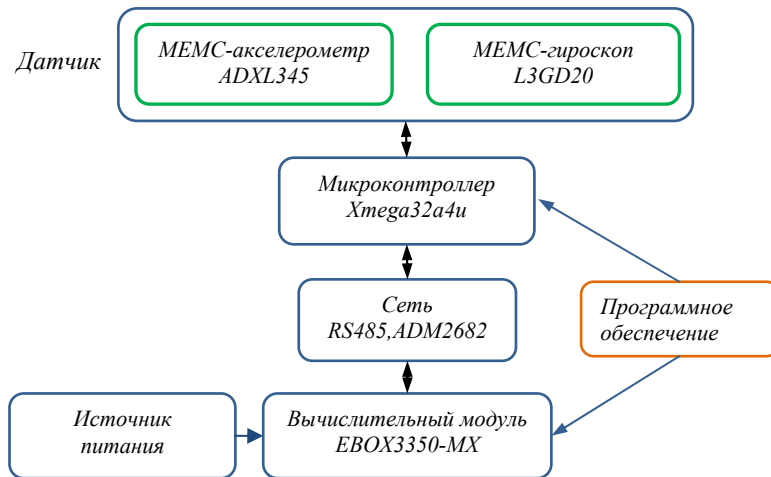 Датчик
МЕМС-акселерометр
ADXL345
МЕМС-гироскоп
L3GD20
Микроконтроллер
Xmega32a4u
Сеть
RS485,ADM2682
Программное
обеспечение
Источник
питания
Вычислительный модуль
EBOX3350-MX